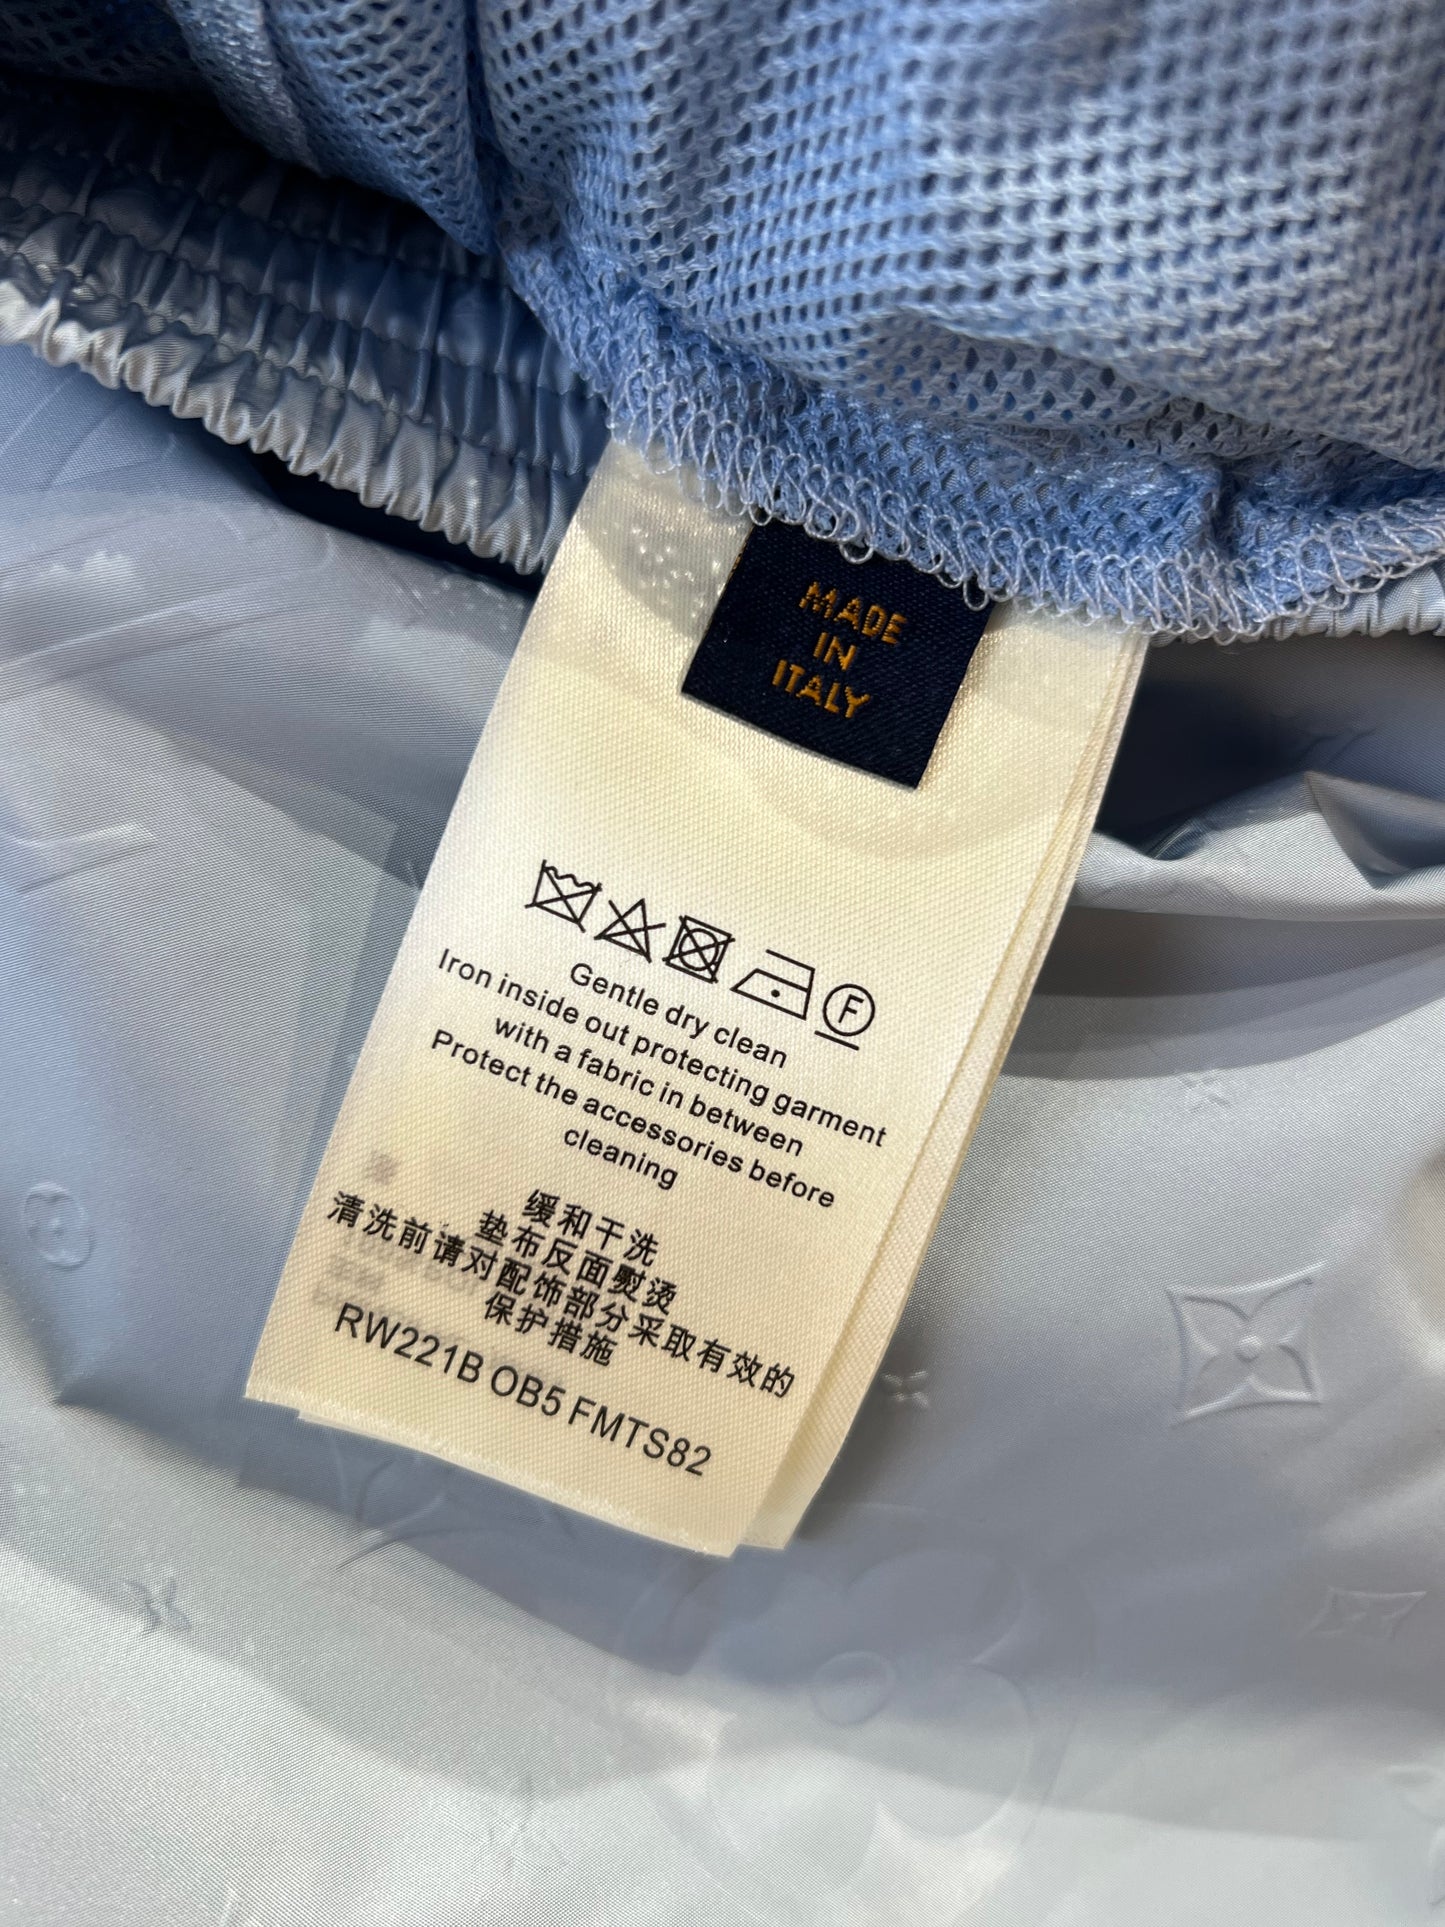 MADE
IN
ITALY
F
Gentle dry clean
Iron inside out protecting garment
with a fabric in between
Protect the accessories before
cleaning
缓和干洗
垫布反面熨烫
清洗前请对配饰部分采取有效的
保护措施
RW221B OB5 FMTS82